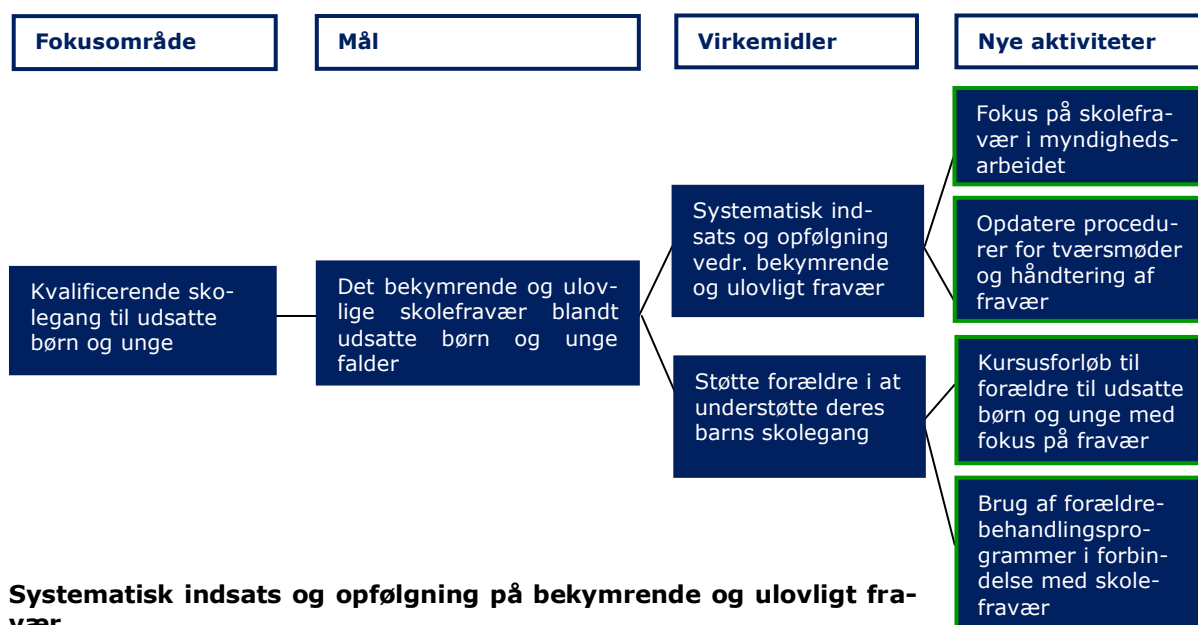 Fokusområde
Mål
Virkemidler
Nye aktiviteter
Kvalificerende sko-
legang til udsatte
børn og unge
Det bekymrende og ulov-
lige skolefravær blandt
udsatte børn og unge
falder
Systematisk ind-
sats og opfølgning
vedr. bekymrende
og ulovligt fravær
Støtte forældre i at
understøtte deres
barns skolegang
Fokus på skolefra-
vær i myndigheds-
arbejdet
Opdatere procedu-
rer for tværsmøder
og håndtering af
fravær
Kursusforløb til
forældre til udsatte
børn og unge med
fokus på fravær
Brug af forældre-
behandlingspro-
grammer i forbin-
delse med skole-
fravær
Systematisk indsats og opfølgning på bekymrende og ulovligt fra-
vær